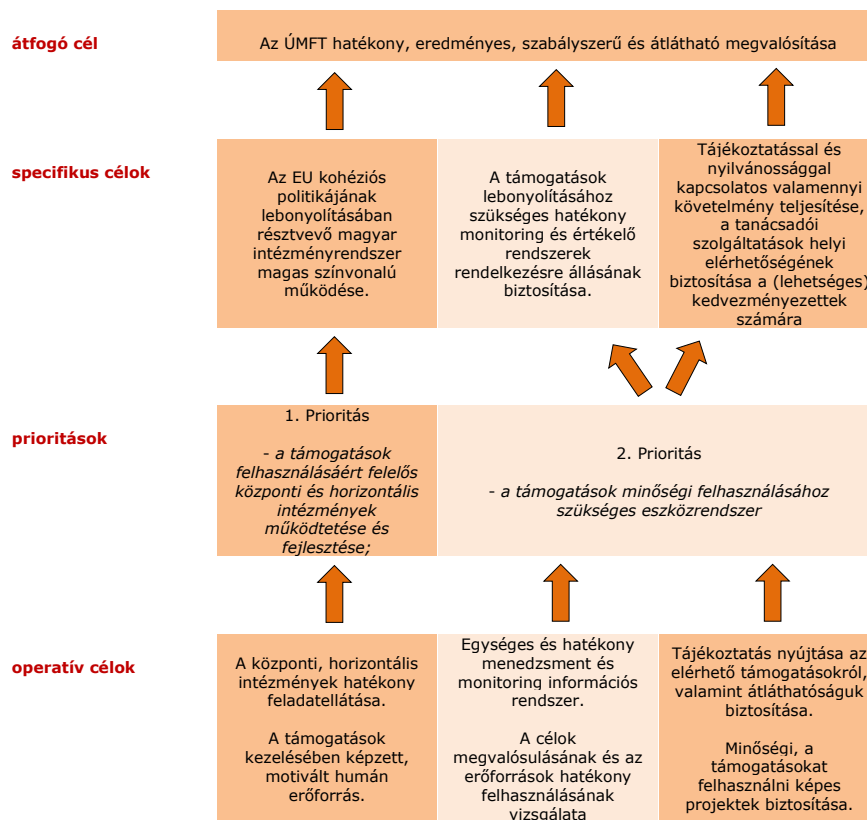 átfogó cél
Az ÚMFT hatékony, eredményes, szabályszerű és átlátható megvalósítása
specifikus célok
Az EU kohéziós
politikájának
lebonyolításában
résztvevő magyar
intézményrendszer
magas színvonalú
működése.
A támogatások
lebonyolításához
szükséges hatékony
monitoring és értékelő
rendszerek
rendelkezésre állásának
biztosítása.
Tájékoztatással és
nyilvánossággal
kapcsolatos valamennyi
követelmény teljesítése,
a tanácsadói
szolgáltatások helyi
elérhetőségének
biztosítása a (lehetséges)
kedvezményezettek
számára
prioritások
1. Prioritás
- a támogatások
felhasználásáért felelős
központi és horizontális
intézmények
működtetése és
fejlesztése;
2. Prioritás
- a támogatások minőségi felhasználásához
szükséges eszközrendszer
operatív célok
A központi, horizontális
intézmények hatékony
feladatellátása.
A támogatások
kezelésében képzett,
motivált humán
erőforrás.
Egységes és hatékony
menedzsment és
monitoring információs
rendszer.
A célok
megvalósulásának és az
erőforrások hatékony
felhasználásának
vizsgálata
Tájékoztatás nyújtása az
elérhető támogatásokról,
valamint átláthatóságuk
biztosítása.
Minőségi, a
támogatásokat
felhasználni képes
projektek biztosítása.